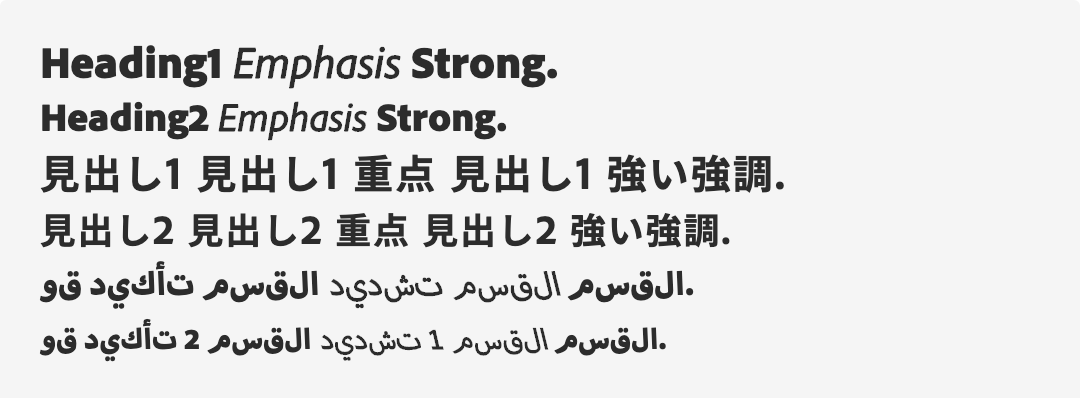 Heading1 Emphasis Strong.
Heading2 Emphasis Strong.
見出し1 見出し1 重点 見出し1 強い強調.
見出し2 見出し2 重点 見出し2 強い強調.
القسم القسم تشديد القسم تأكيد قو.
القسم القسم 1 تشديد القسم 2 تأكيد قو.